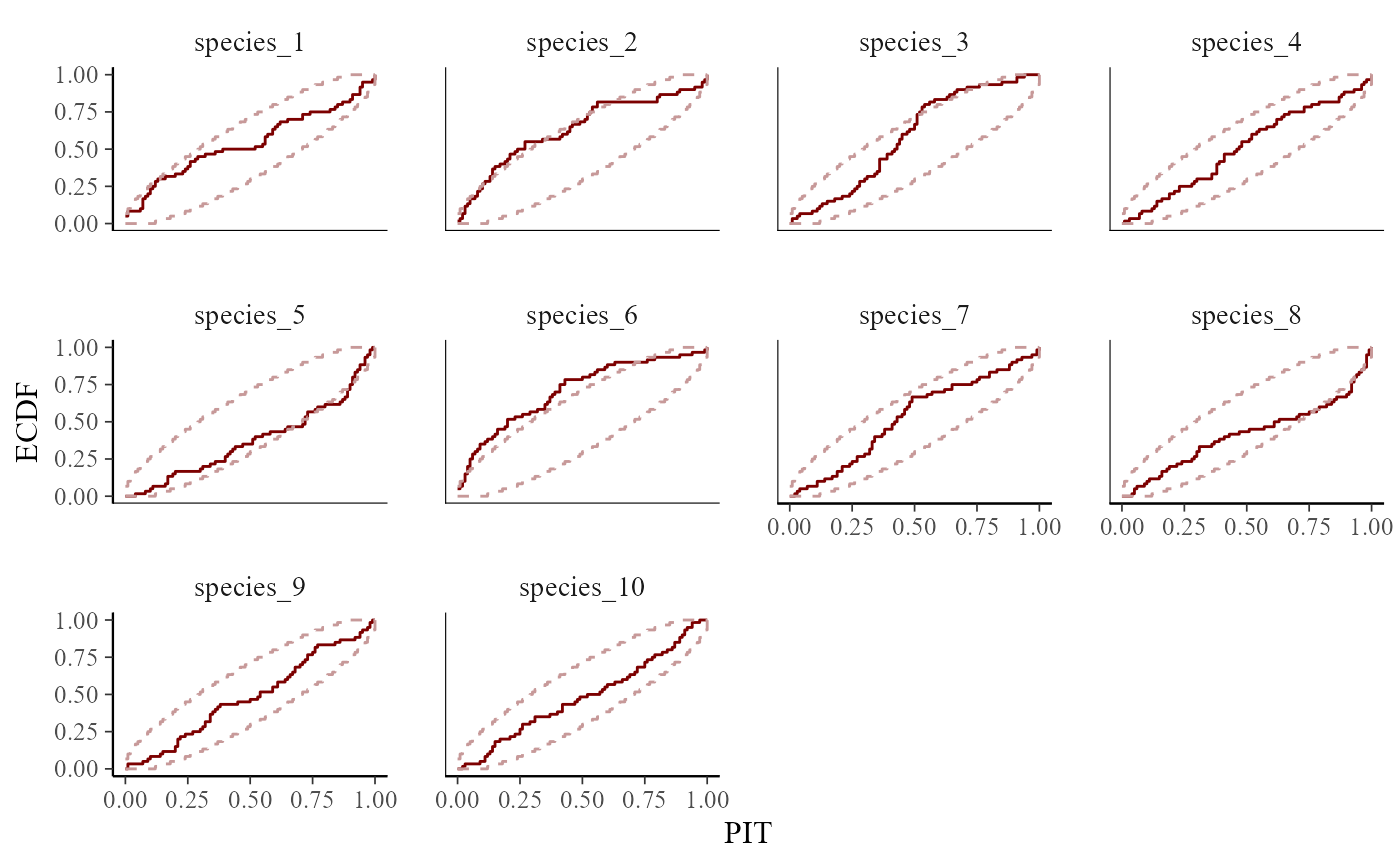 species_1 species_2 species_3 species_4
1.00
0.75
0.50
0.25
0.00
species_5 species_6 species_7 species_8
1.00
0.75
0.50
0.25
0.00
0.00 0.25 0.50 0.75 1.00 0.00 0.25 0.50 0.75 1.00
ECDF
species_9 species_10
1.00
0.75
0.50
0.25
0.00
0.00 0.25 0.50 0.75 1.00 0.00 0.25 0.50 0.75 1.00
PIT